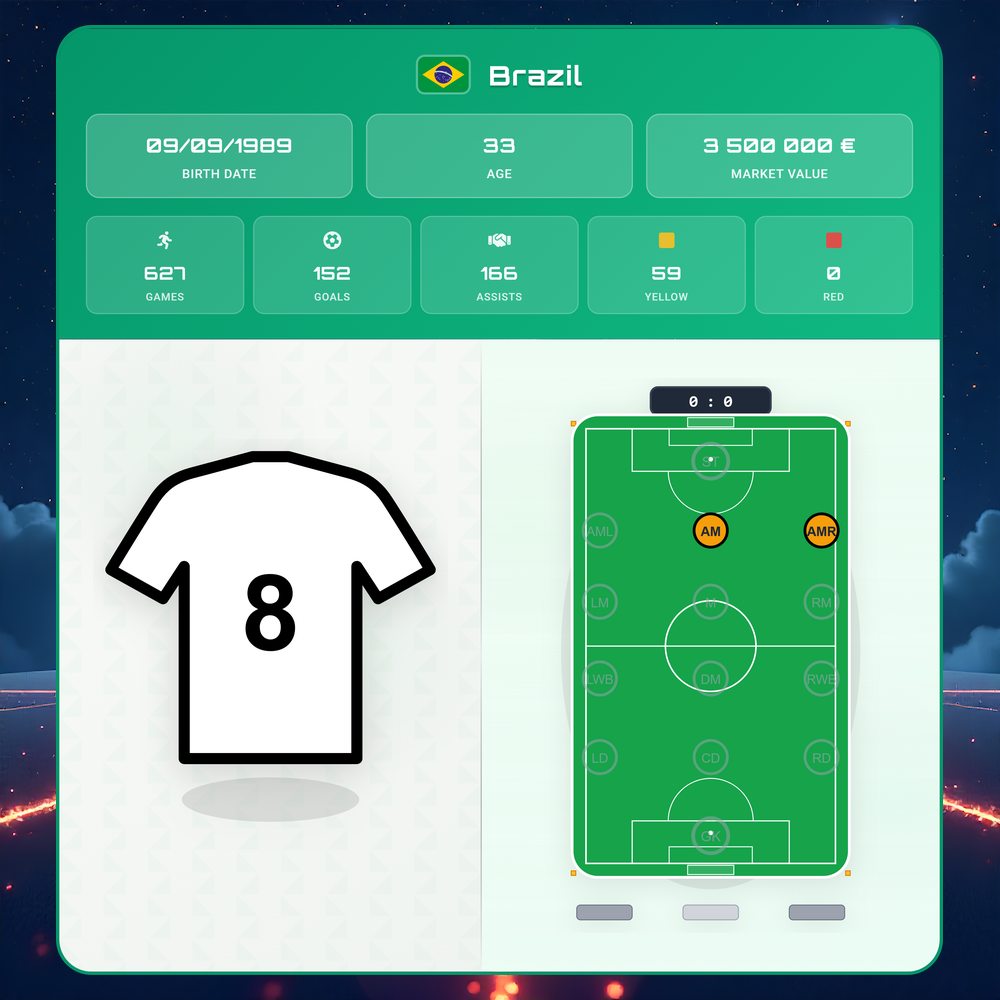 Brazil
09/09/1989
BIRTH DATE
33
AGE
3 500 000 €
MARKET VALUE
627
GAMES
152
GOALS
166
ASSISTS
59
YELLOW
0
RED
8
0 : 0
ST
AML
AM
AMR
LM
M
RM
LWB
DM
RWB
LD
CD
RD
GK